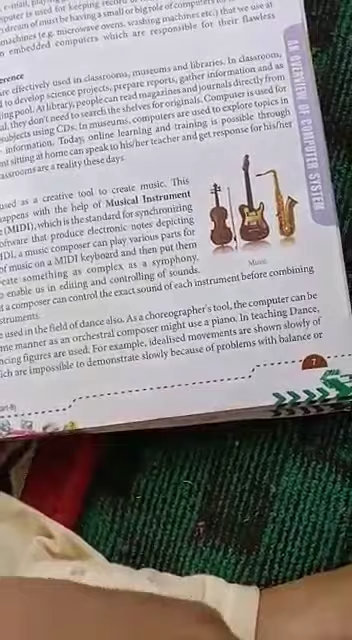 e-mail, playing
mputer is used for keeping record of
dream of must be having a small or big role of computers
machines (e.g. microwave ovens, washing machines etc.) that we use at
n embedded computers which are responsible for their flawless
erence
are effectively used in classrooms, museums and libraries. In classroom,
d to develop science projects, prepare reports, gather information and as
ing pool. At library, people can read magazines and journals directly from
al, they don't need to search the shelves for originals. Computer is used for
subjects using CDs. In museums, computers are used to explore topics in
information. Today, online learning and training is possible through
nt sitting at home can speak to his/her teacher and get response for his/her
assrooms are a reality these days.
used as a creative tool to create music. This
appens with the help of Musical Instrument
e (MIDI), which is the standard for synchronizing
oftware that produce electronic notes depicting
IDI, a music composer can play various parts for
of music on a MIDI keyboard and then put them
eate something as complex as a symphony.
o enable us in editing and controlling of sounds.
d a composer can control the exact sound of each instrument before combining
struments.
Music
e used in the field of dance also. As a choreographer's tool, the computer can be
me manner as an orchestral composer might use a piano. In teaching Dance,
ncing figures are used. For example, idealised movements are shown slowly of
ich are impossible to demonstrate slowly because of problems with balance or
7
AN OVERVIEW OF COMPUTER SYSTEM